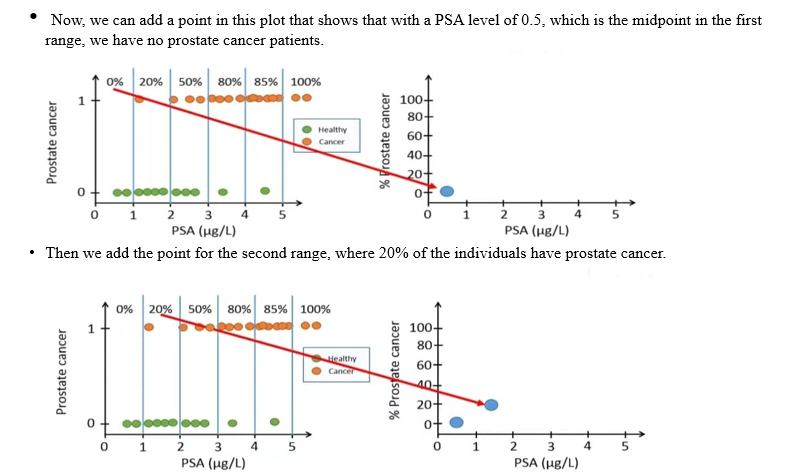 • Now, we can add a point in this plot that shows that with a PSA level of 0.5, which is the midpoint in the first
range, we have no prostate cancer patients.
0% 20% 50% 80% 85% 100%
Prostate cancer
1
0
Healthy
Cancer
0 1 2 3 4 5
PSA (μg/L)
% Prostate cancer
100
80
60
40
20
0
0 1 2 3 4 5
PSA (μg/L)
• Then we add the point for the second range, where 20% of the individuals have prostate cancer.
0% 20% 50% 80% 85% 100%
Prostate cancer
1
0
Healthy
Cancer
0 1 2 3 4 5
PSA (μg/L)
% Prostate cancer
100
80
60
40
20
0
0 1 2 3 4 5
PSA (μg/L)